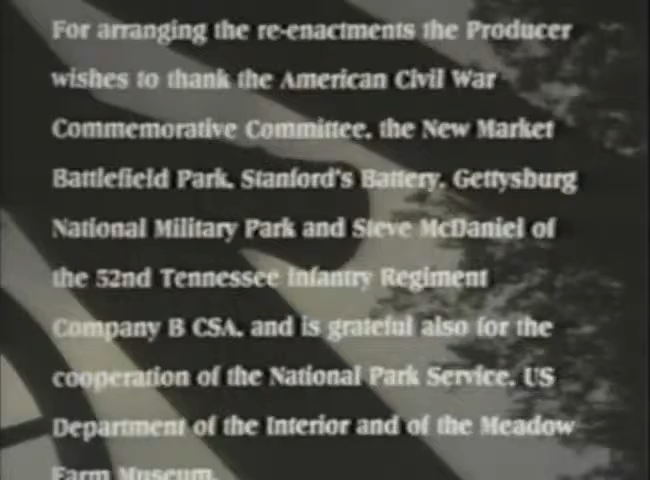 For arranging the re-enactments the Producer
wishes to thank the American Civil War
Commemorative Committee, the New Market
Battlefield Park, Stanford's Battery, Gettysburg
National Military Park and Steve McDaniel of
the 52nd Tennessee Infantry Regiment
Company B CSA, and is grateful also for the
cooperation of the National Park Service, US
Department of the Interior and of the Meadow
Farm Museum.